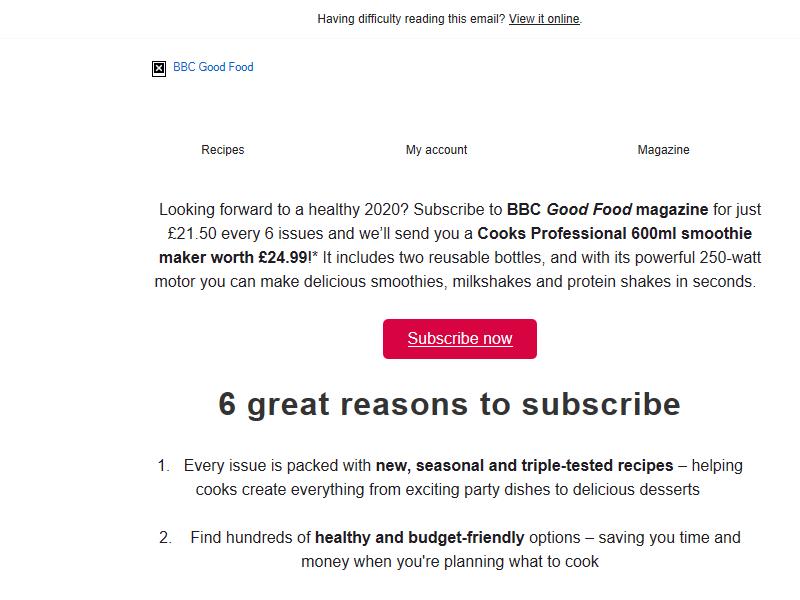 Having difficulty reading this email? View it online.
BBC Good Food
Recipes
My account
Magazine
Looking forward to a healthy 2020? Subscribe to BBC Good Food magazine for just
£21.50 every 6 issues and we’ll send you a Cooks Professional 600ml smoothie
maker worth £24.99!* It includes two reusable bottles, and with its powerful 250-watt
motor you can make delicious smoothies, milkshakes and protein shakes in seconds.
Subscribe now
6 great reasons to subscribe
1. Every issue is packed with new, seasonal and triple-tested recipes – helping
cooks create everything from exciting party dishes to delicious desserts
2. Find hundreds of healthy and budget-friendly options – saving you time and
money when you're planning what to cook